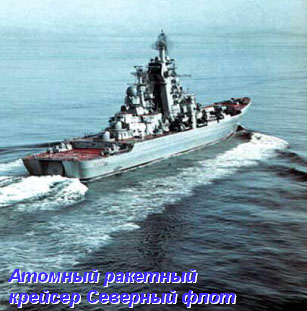 Атомный ракетный
крейсер Северный флот